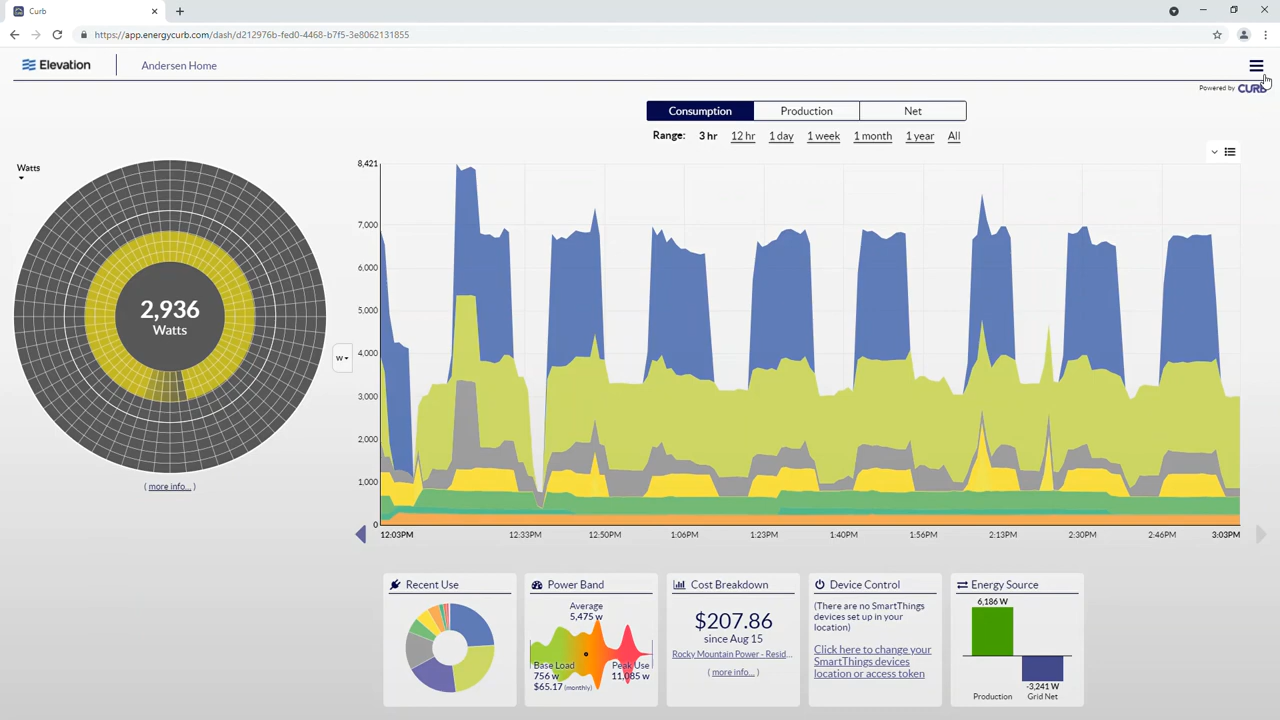 Curb
https://app.energycurb.com/dash/d212976b-fed0-4468-b7f5-3e8062131855
Elevation
Andersen Home
Powered by CURB
Consumption
Production
Net
Range: 3 hr 12 hr 1 day 1 week 1 month 1 year All
Watts
8,421
7,000
6,000
5,000
4,000
3,000
2,000
1,000
0
2,936
Watts
w
( more info... )
12:03PM 12:33PM 12:50PM 1:06PM 1:23PM 1:40PM 1:56PM 2:13PM 2:30PM 2:46PM 3:03PM
Recent Use
Power Band
Average
5,475 w
Base Load
756 w
$65.17 (monthly)
Peak Use
11,085 w
Cost Breakdown
$207.86
since Aug 15
Rocky Mountain Power - Resid...
( more info... )
Device Control
(There are no SmartThings
devices set up in your
location)
Click here to change your
SmartThings devices
location or access token
Energy Source
6,186 W
-3,241 W
Production
Grid Net